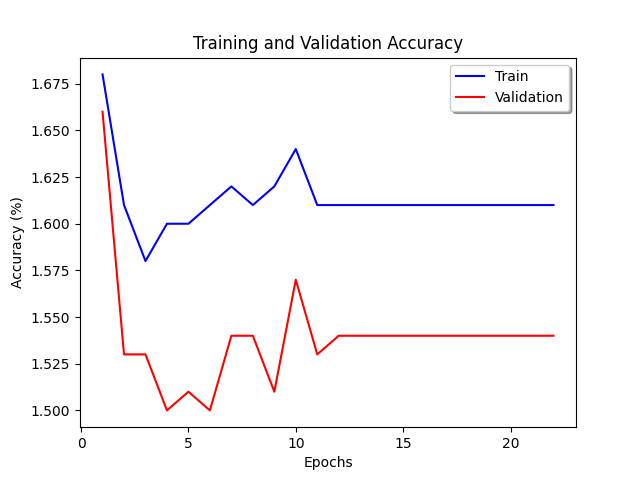 Training and Validation Accuracy
Train
Validation
Accuracy (%)
1.675
1.650
1.625
1.600
1.575
1.550
1.525
1.500
0 5 10 15 20
Epochs